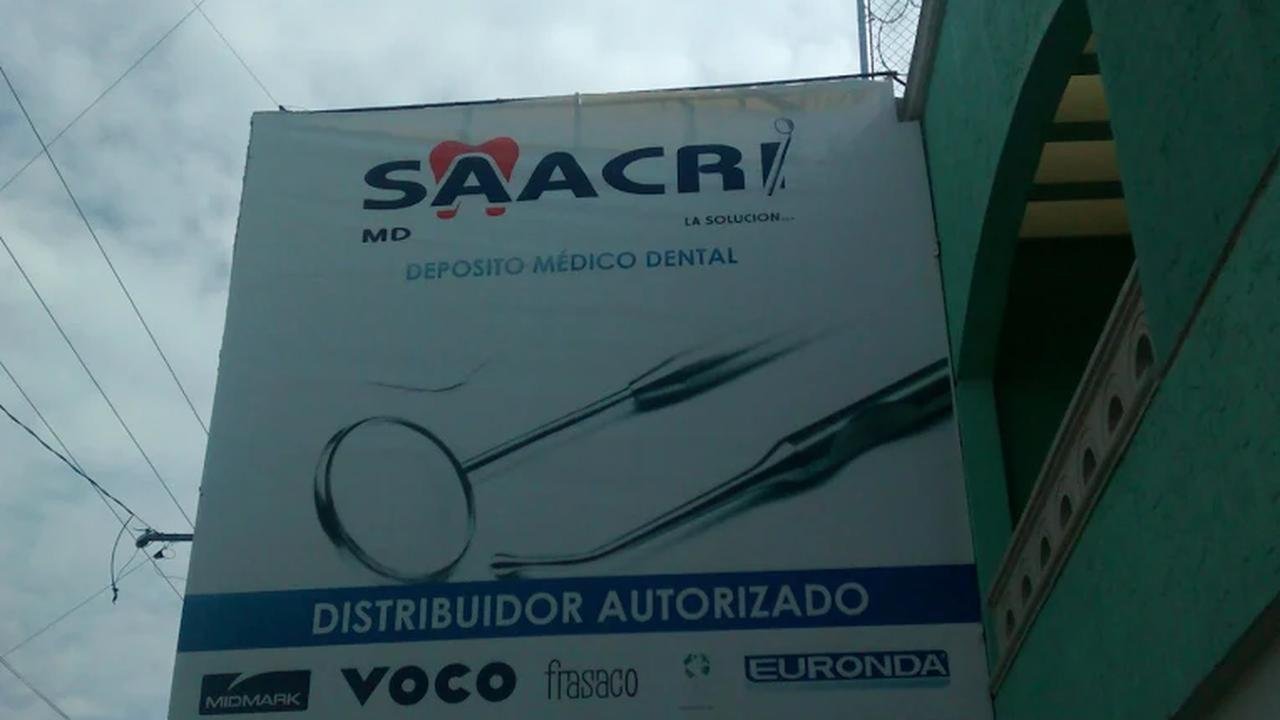 SAACRI
LA SOLUCION...
MD
DEPOSITO MÉDICO DENTAL
DISTRIBUIDOR AUTORIZADO
MIDMARK VOCO frasaco EURONDA